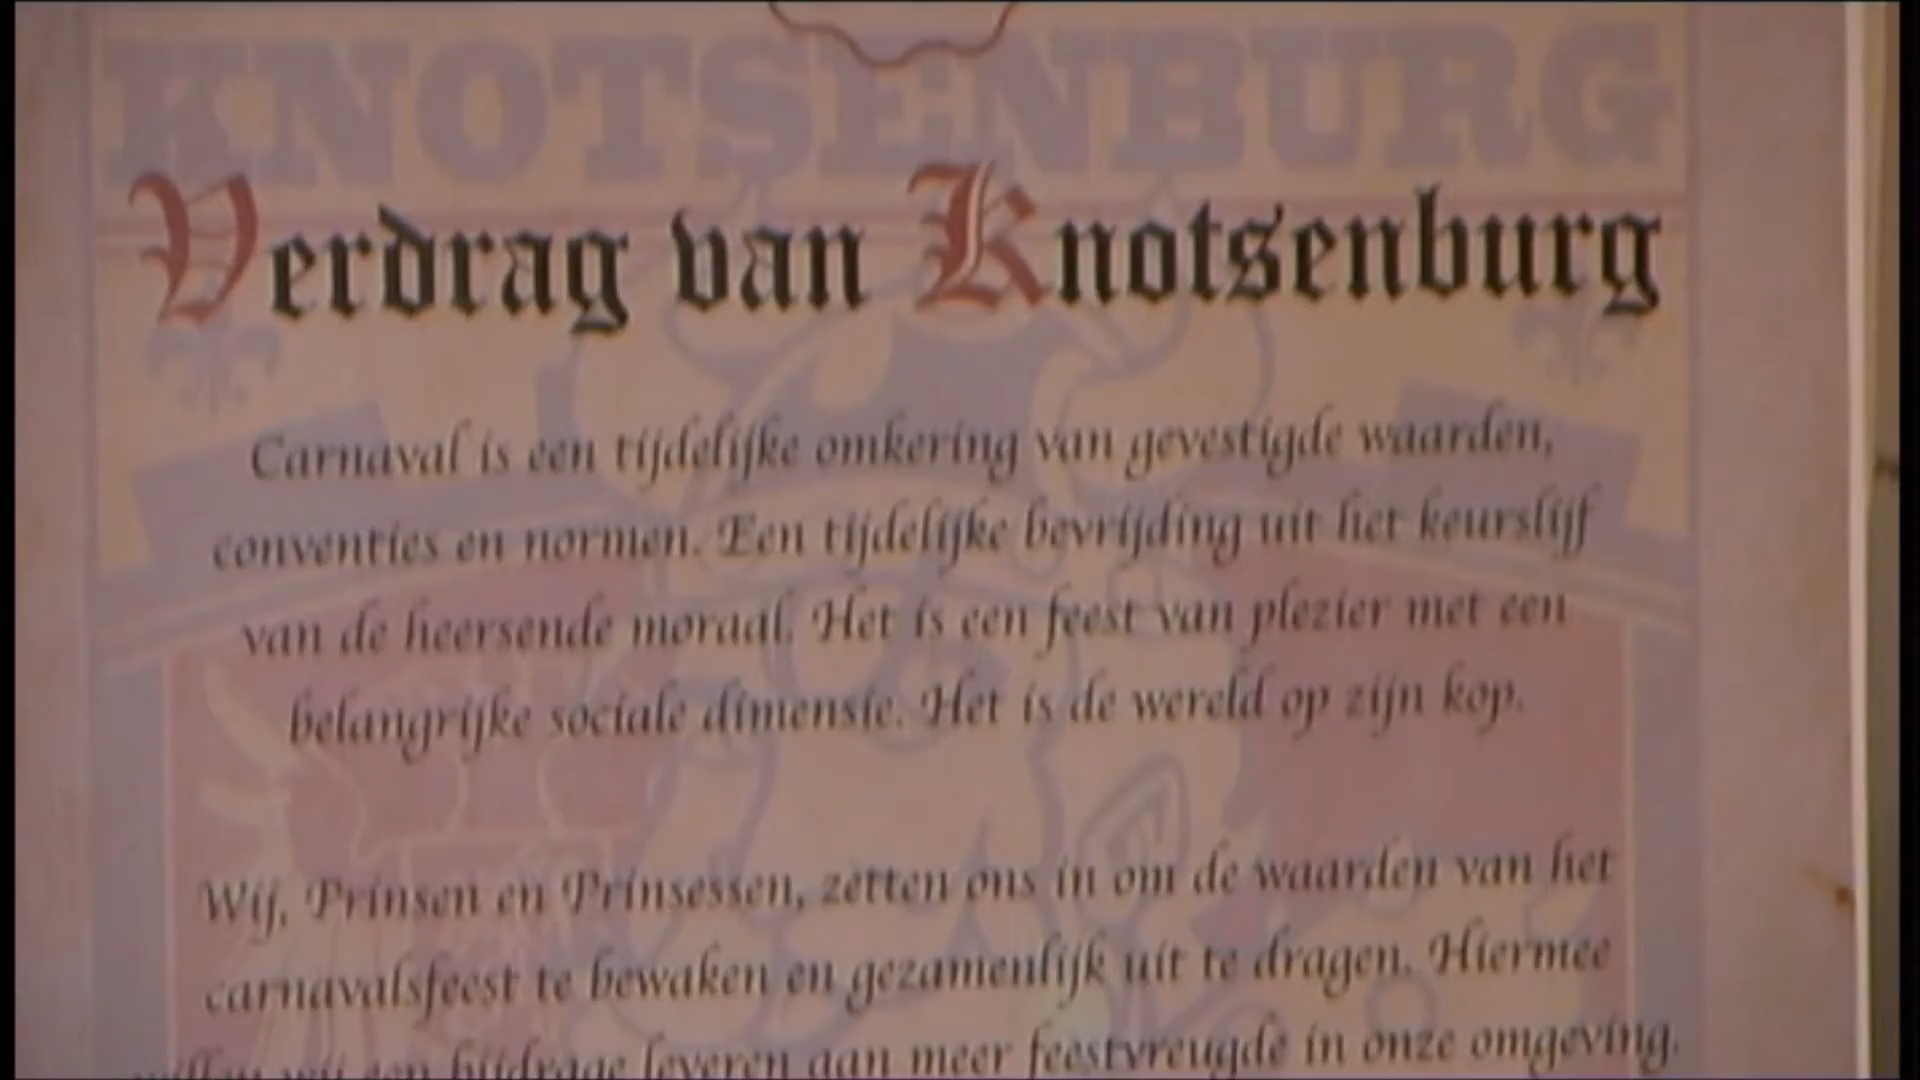 KNOTSENBURG
Verdrag van Knotsenburg
Carnaval is een tijdelijke omkering van gevestigde waarden,
conventies en normen. Een tijdelijke bevrijding uit het keurslijf
van de heersende moraal. Het is een feest van plezier met een
belangrijke sociale dimensie. Het is de wereld op zijn kop.
Wij, Prinsen en Prinsessen, zetten ons in om de waarden van het
carnavalsfeest te bewaken en gezamenlijk uit te dragen. Hiermee
willen wij een bijdrage leveren aan meer feestvreugde in onze omgeving.